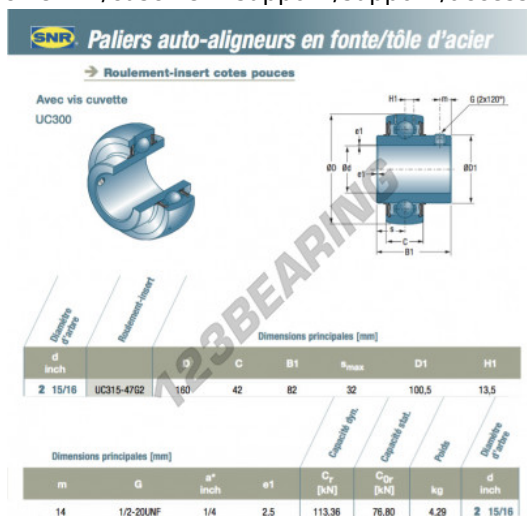 SNR Paliers auto-aligneurs en fonte/tôle d'acier
Roulement-insert cotes pouces
Avec vis cuvette
UC300
H1 m G (2x120°)
e1
ØD Ød e1 ØD1
s
C
B1
123BEARING
Diamètre d'arbre
Roulement-insert
Dimensions principales [mm]
d inch D C B1 smax D1 H1
2 15/16 UC315-47G2 160 42 82 32 100,5 13,5
Dimensions principales [mm]
Capacité dyn.
Capacité stat.
Poids
Diamètre d'arbre
m G a* inch e1 Cr [kN] C0r [kN] kg d inch
14 1/2-20UNF 1/4 2.5 113.36 76.80 4.29 2 15/16